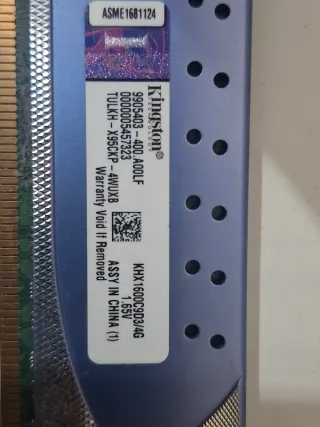 ASME1681124
Kingston®
TECHNOLOGY
9905403-400.A00LF
0000005457323
TULKH-X95CKP-4WUXB
Warranty Void If Removed
KHX1600C9D3/4G
1.65V
ASSY IN CHINA (1)